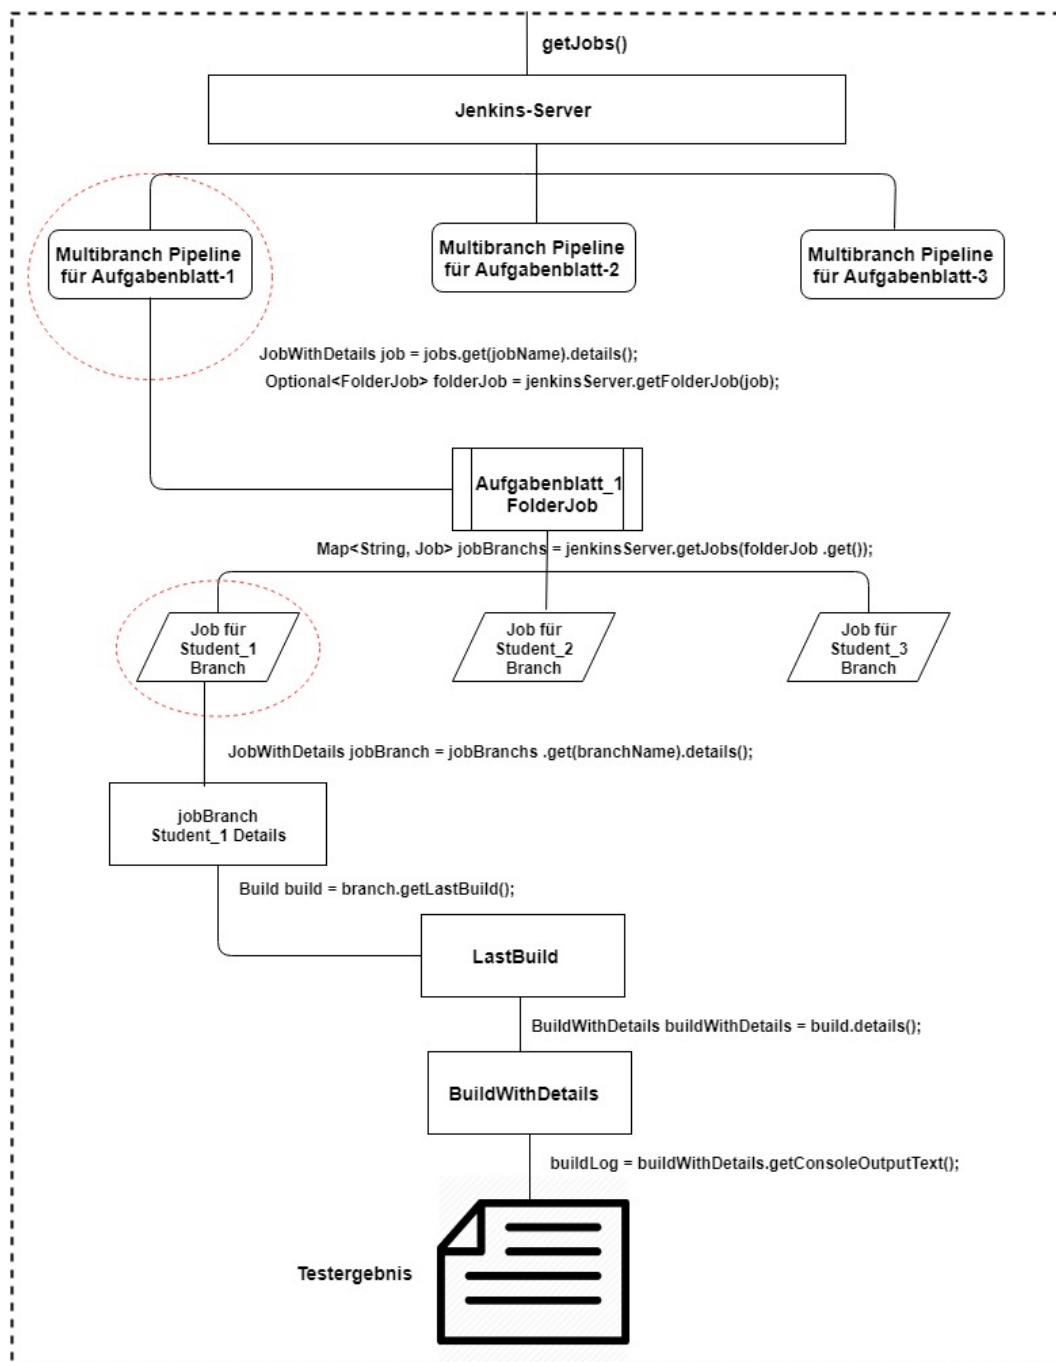 getJobs()
Jenkins-Server
Multibranch Pipeline
für Aufgabenblatt-1
Multibranch Pipeline
für Aufgabenblatt-2
Multibranch Pipeline
für Aufgabenblatt-3
JobWithDetails job = jobs.get(jobName).details();
Optional<FolderJob> folderJob = jenkinsServer.getFolderJob(job);
Aufgabenblatt_1
FolderJob
Map<String, Job> jobBranchs = jenkinsServer.getJobs(folderJob .get());
Job für
Student_1
Branch
Job für
Student_2
Branch
Job für
Student_3
Branch
JobWithDetails jobBranch = jobBranchs .get(branchName).details();
jobBranch
Student_1 Details
Build build = branch.getLastBuild();
LastBuild
BuildWithDetails buildWithDetails = build.details();
BuildWithDetails
buildLog = buildWithDetails.getConsoleOutputText();
Testergebnis